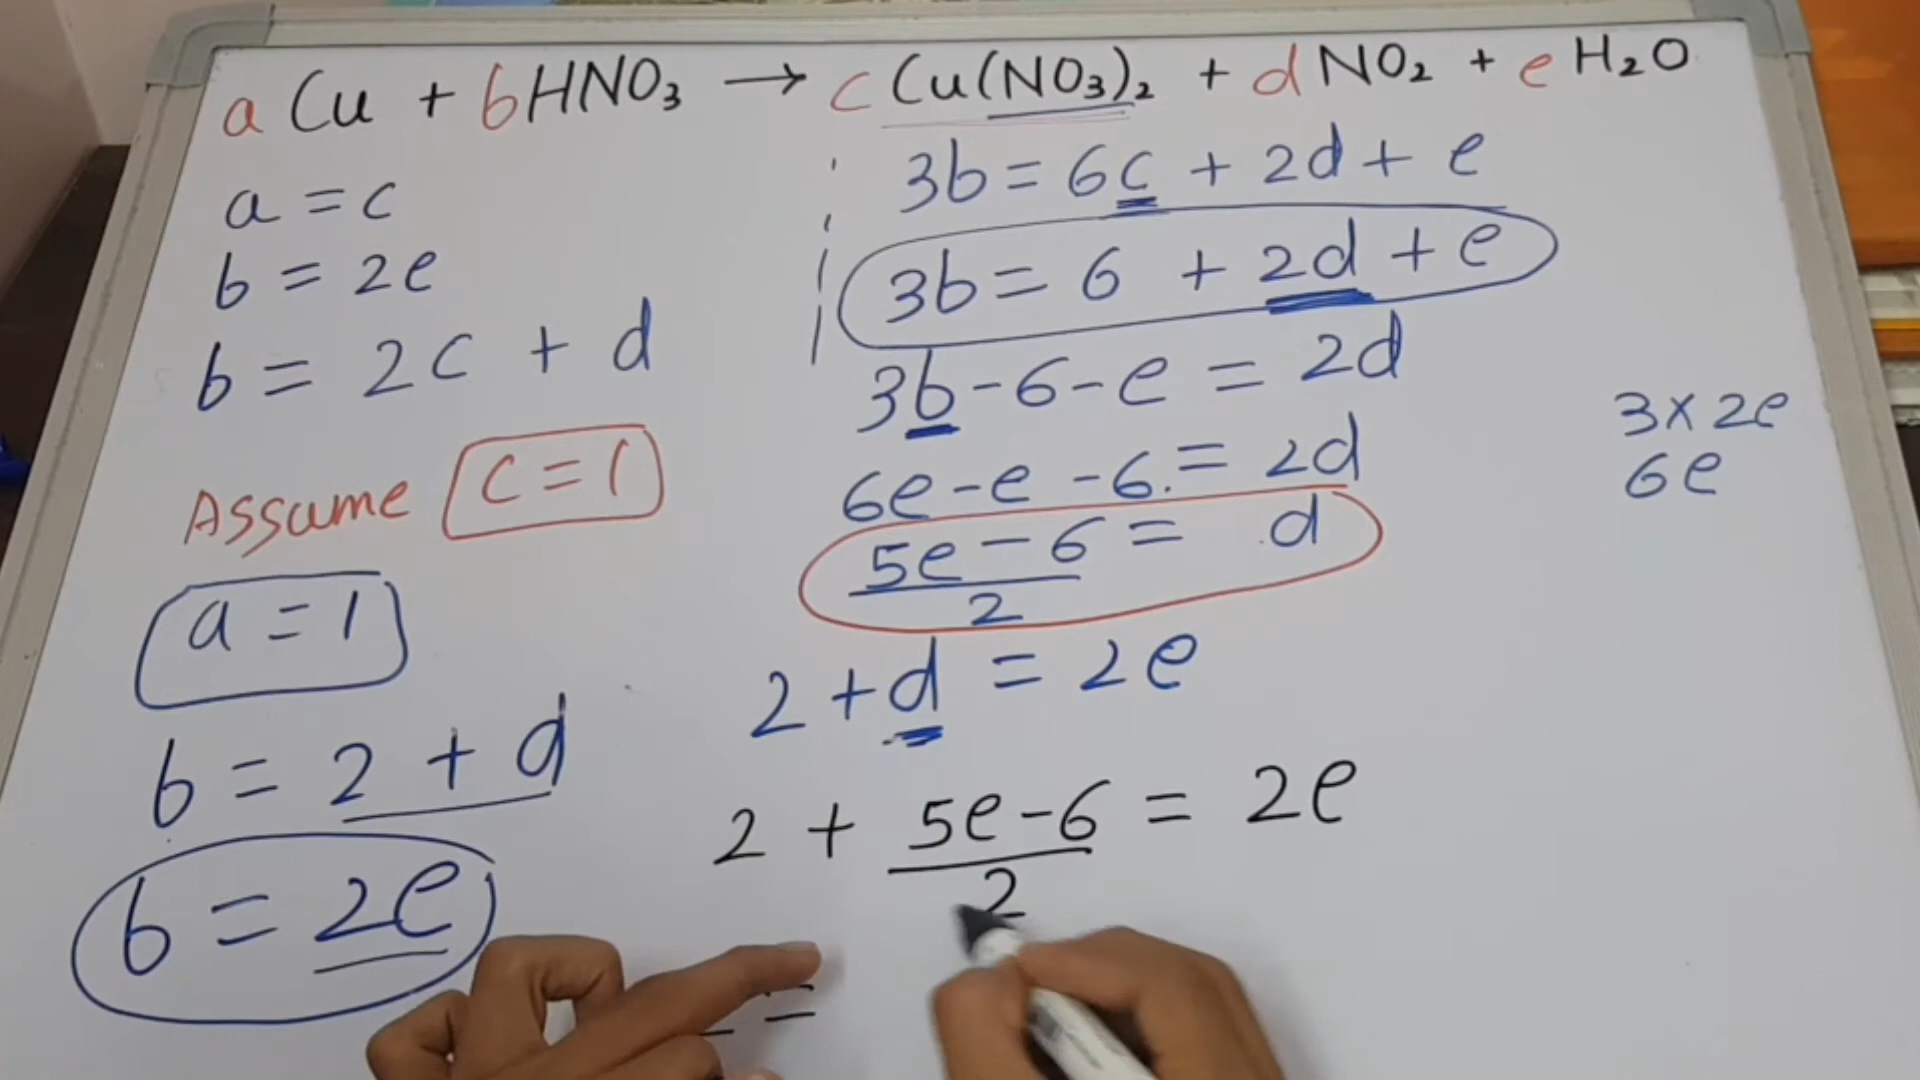 a Cu + b HNO₃ → c Cu(NO₃)₂ + d NO₂ + e H₂O
a = c
b = 2e
b = 2c + d
Assume c = 1
a = 1
b = 2 + d
b = 2e
3b = 6c + 2d + e
3b = 6 + 2d + e
3b - 6 - e = 2d
6e - e - 6 = 2d
5e - 6 = d
2
2 + d = 2e
2 + 5e - 6 = 2e
2
=
3 × 2e
6e